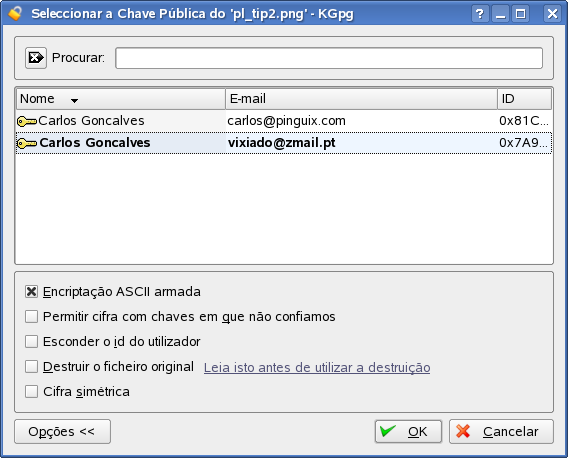 Seleccionar a Chave Pública do 'pl_tip2.png' - KGpg
Procurar:
Nome E-mail ID
Carlos Goncalves carlos@pinguix.com 0x81C...
Carlos Goncalves vixiado@zmail.pt 0x7A9...
Encriptação ASCII armada
Permitir cifra com chaves em que não confiamos
Esconder o id do utilizador
Destruir o ficheiro original Leia isto antes de utilizar a destruição
Cifra simétrica
Opções << OK Cancelar